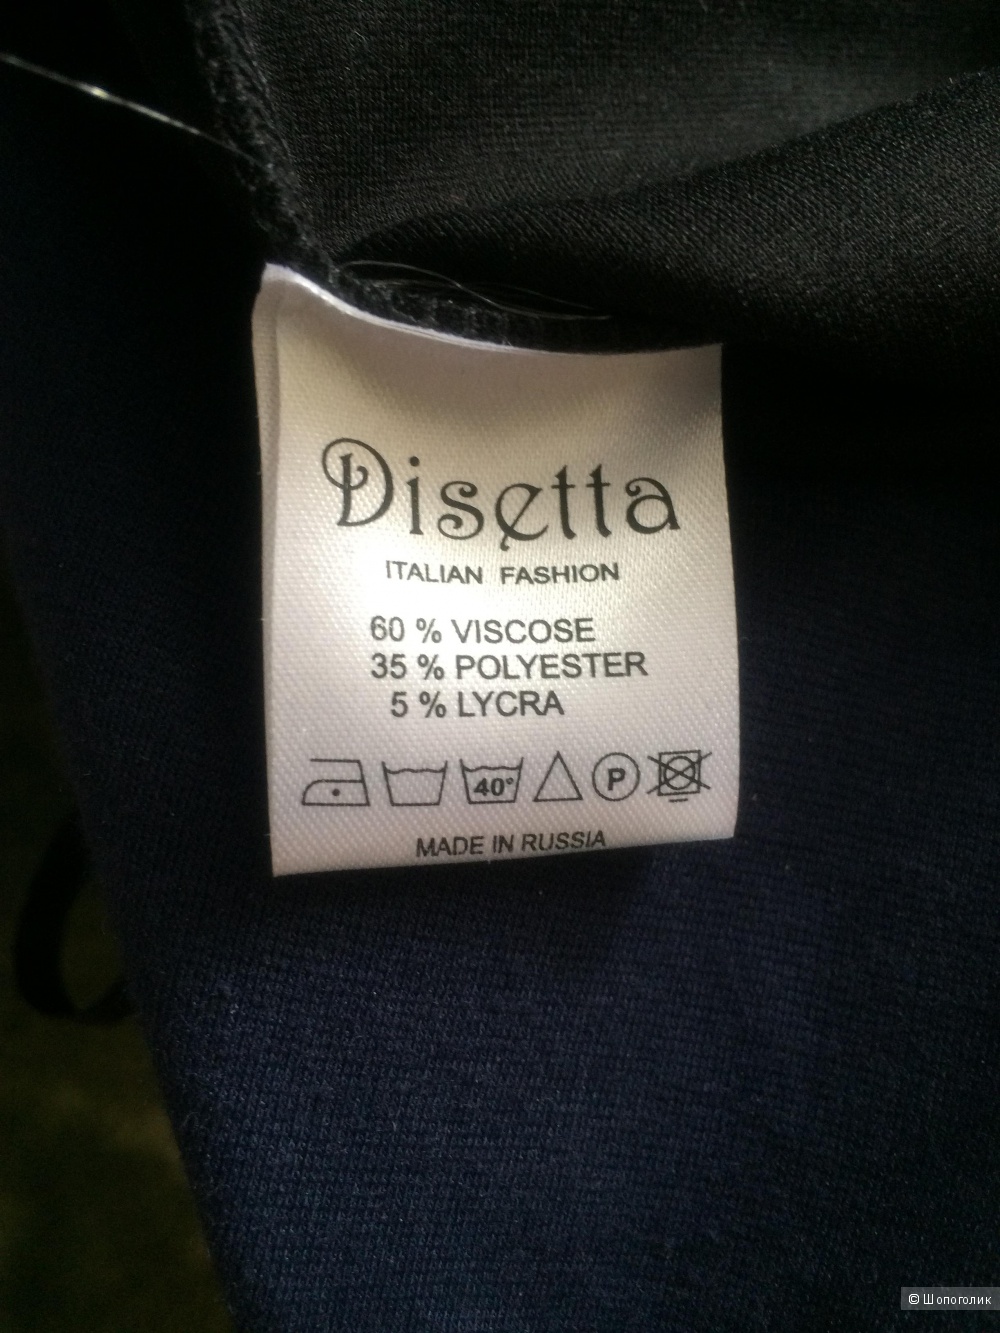 Disetta
ITALIAN FASHION
60 % VISCOSE
35 % POLYESTER
5 % LYCRA
40° P
MADE IN RUSSIA
© Шопоголик